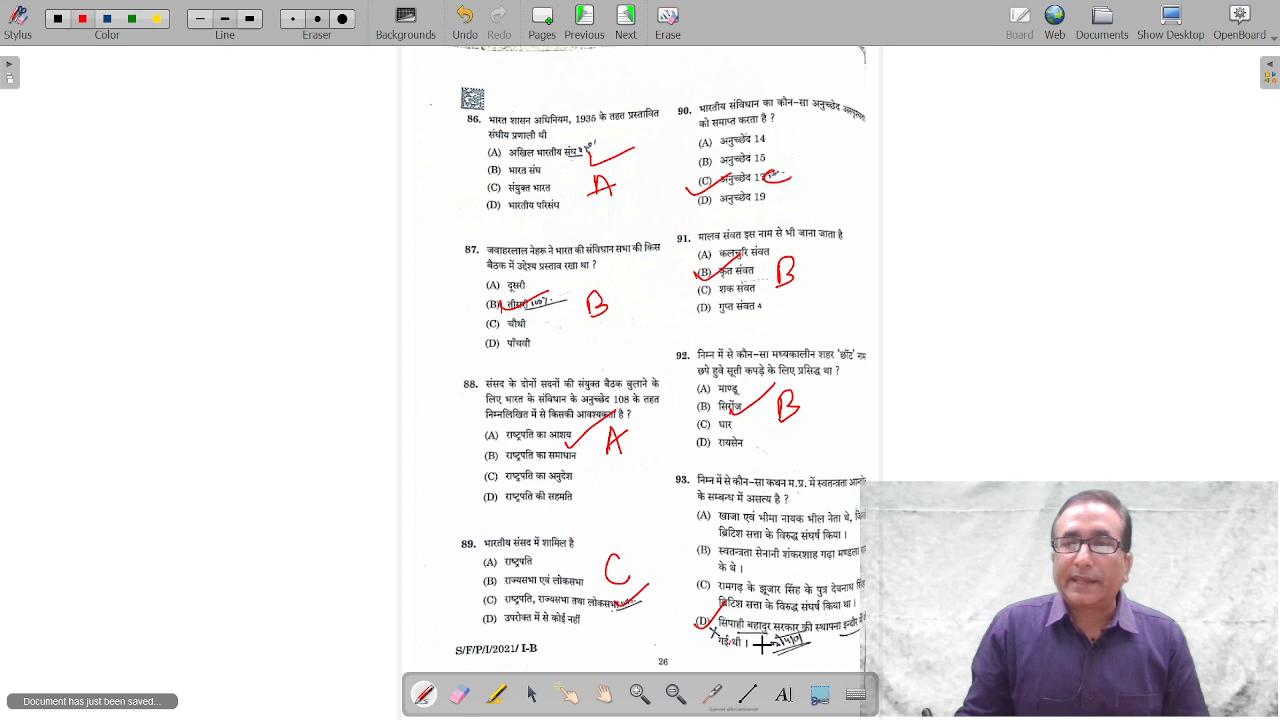 Stylus
Color
Line
Eraser
Backgrounds
Undo
Redo
Pages
Previous
Next
Erase
Board
Web
Documents
Show Desktop
OpenBoard
86. भारत शासन अधिनियम, 1935 के तहत प्रस्तावित
संघीय प्रणाली थी
(A) अखिल भारतीय संघ
(B) भारत संघ
(C) संयुक्त भारत
(D) भारतीय परिसंघ
A
87. जवाहरलाल नेहरू ने भारत की संविधान सभा की किस
बैठक में उद्देश्य प्रस्ताव रखा था ?
(A) दूसरी
(B) तीसरी 100%
(C) चौथी
(D) पाँचवी
B
88. संसद के दोनों सदनों की संयुक्त बैठक बुलाने के
लिए भारत के संविधान के अनुच्छेद 108 के तहत
निम्नलिखित में से किसकी आवश्यकता है ?
(A) राष्ट्रपति का आशय
(B) राष्ट्रपति का समाधान
(C) राष्ट्रपति का अनुदेश
(D) राष्ट्रपति की सहमति
A
89. भारतीय संसद में शामिल है
(A) राष्ट्रपति
(B) राज्यसभा एवं लोकसभा
(C) राष्ट्रपति, राज्यसभा तथा लोकसभा
(D) उपरोक्त में से कोई नहीं
C
S/F/P/I/2021/ I-B
90. भारतीय संविधान का कौन-सा अनुच्छेद
को समाप्त करता है ?
(A) अनुच्छेद 14
(B) अनुच्छेद 15
(C) अनुच्छेद 17
(D) अनुच्छेद 19
C
91. मालव संवत इस नाम से भी जाना जाता है
(A) कलचुरि संवत
(B) कृत संवत
(C) शक संवत
(D) गुप्त संवत
B
92. निम्न में से कौन-सा मध्यकालीन शहर 'छींट' नाम
छपे हुवे सूती कपड़े के लिए प्रसिद्ध था ?
(A) माण्डू
(B) सिरोंज
(C) धार
(D) रायसेन
B
93. निम्न में से कौन-सा कथन म.प्र. में स्वतन्त्रता
के सम्बन्ध में असत्य है ?
(A) खाजा एवं भीमा नायक भील नेता थे,
ब्रिटिश सत्ता के विरुद्ध संघर्ष किया।
(B) स्वतन्त्रता सेनानी शंकरशाह गढ़ा मण्डला
के थे ।
(C) रामगढ़ के झूजार सिंह के पुत्र देवनाथ सिंह
ब्रिटिश सत्ता के विरुद्ध संघर्ष किया था।
(D) सिपाही बहादुर सरकार की स्थापना इन्दौर में
गई थी ।
26
Document has just been saved...